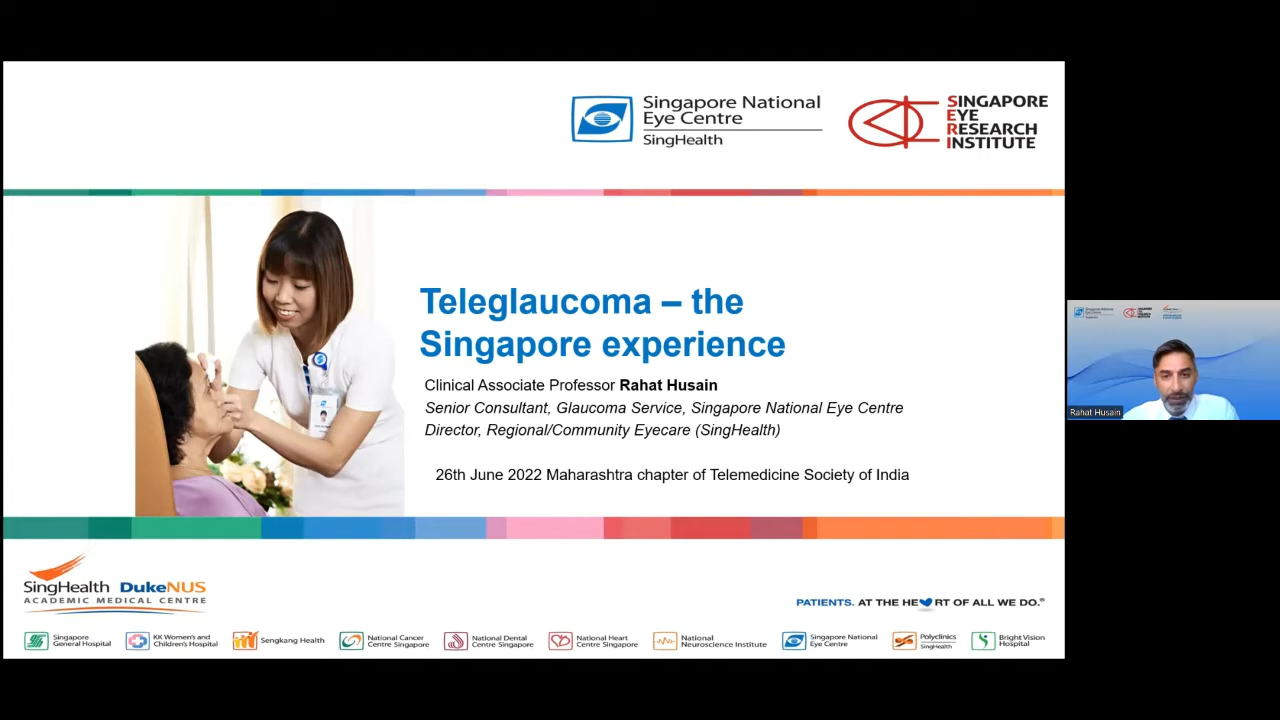 Singapore National
Eye Centre
SingHealth
SINGAPORE
EYE
RESEARCH
INSTITUTE
Teleglaucoma – the
Singapore experience
Clinical Associate Professor Rahat Husain
Senior Consultant, Glaucoma Service, Singapore National Eye Centre
Director, Regional/Community Eyecare (SingHealth)
26th June 2022 Maharashtra chapter of Telemedicine Society of India
Rahat Husain
SingHealth DukeNUS
ACADEMIC MEDICAL CENTRE
PATIENTS. AT THE HE RT OF ALL WE DO.®
Singapore
General Hospital
KK Women's and
Children's Hospital
Sengkang Health
National Cancer
Centre Singapore
National Dental
Centre Singapore
National Heart
Centre Singapore
National
Neuroscience Institute
Singapore National
Eye Centre
Polyclinics
SingHealth
Bright Vision
Hospital